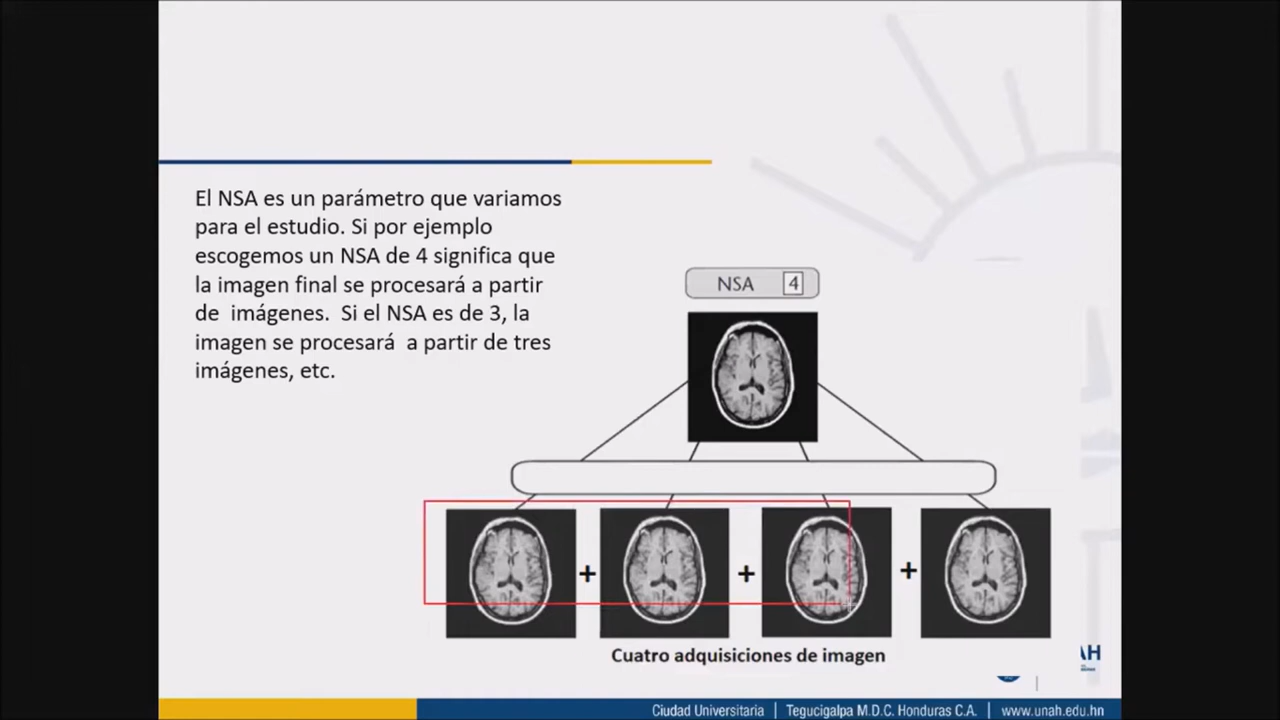 El NSA es un parámetro que variamos
para el estudio. Si por ejemplo
escogemos un NSA de 4 significa que
la imagen final se procesará a partir
de  imágenes.  Si el NSA es de 3, la
imagen se procesará  a partir de tres
imágenes, etc.
NSA 4
+ + +
Cuatro adquisiciones de imagen
AH
Ciudad Universitaria | Tegucigalpa M.D.C. Honduras C.A. | www.unah.edu.hn